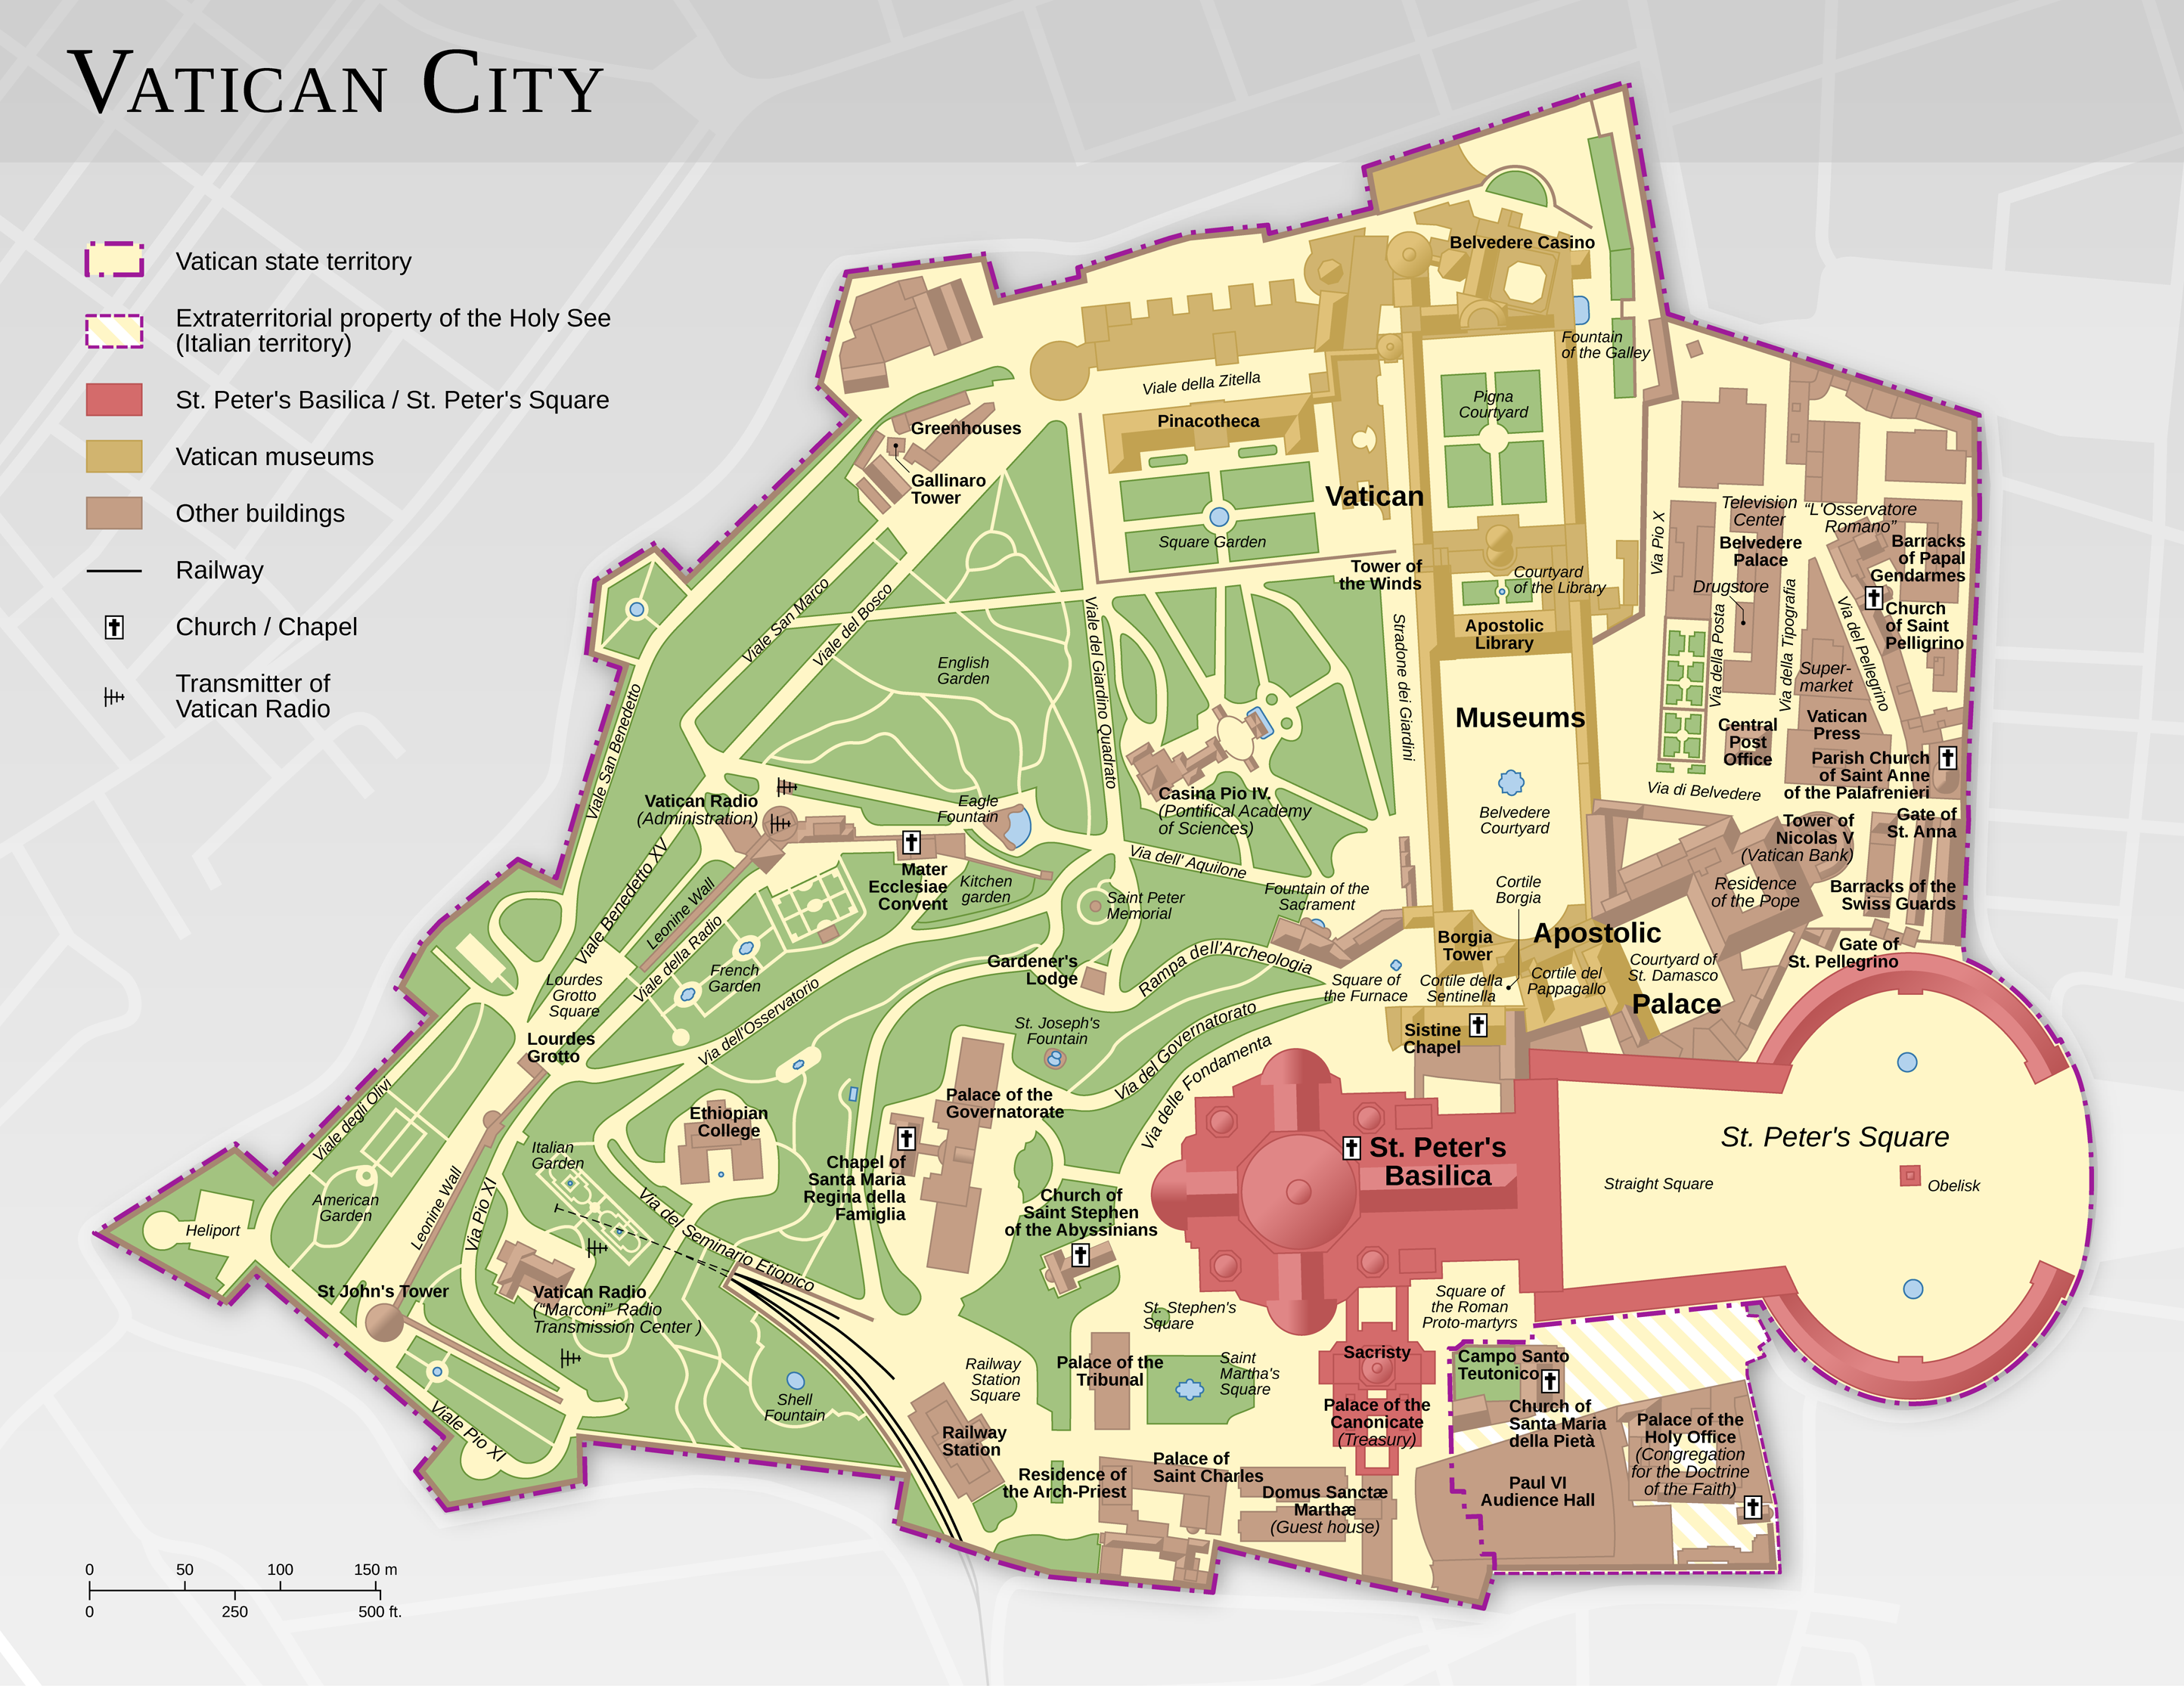 VATICAN CITY
Vatican state territory
Extraterritorial property of the Holy See
(Italian territory)
St. Peter's Basilica / St. Peter's Square
Vatican museums
Other buildings
Railway
Church / Chapel
Transmitter of
Vatican Radio
0
50
100
150 m
0
250
500 ft.
Belvedere Casino
Fountain
of the Galley
Viale della Zitella
Pinacotheca
Pigna
Courtyard
Greenhouses
Gallinaro
Tower
Vatican
Square Garden
Tower of
the Winds
Courtyard
of the Library
Apostolic
Library
Via Pio X
Television
Center
“L'Osservatore
Romano”
Belvedere
Palace
Barracks
of Papal
Gendarmes
Drugstore
Church
of Saint
Pelligrino
Via della Posta
Via della Tipografia
Via del Pellegrino
Super-
market
Viale San Marco
Viale del Bosco
English
Garden
Viale del Giardino Quadrato
Stradone dei Giardini
Museums
Central
Post
Office
Vatican
Press
Parish Church
of Saint Anne
of the Palafrenieri
Viale San Benedetto
Vatican Radio
(Administration)
Eagle
Fountain
Casina Pio IV.
(Pontifical Academy
of Sciences)
Belvedere
Courtyard
Via di Belvedere
Tower of
Nicolas V
(Vatican Bank)
Gate of
St. Anna
Via dell' Aquilone
Mater
Ecclesiae
Convent
Kitchen
garden
Saint Peter
Memorial
Fountain of the
Sacrament
Cortile
Borgia
Residence
of the Pope
Barracks of the
Swiss Guards
Viale Benedetto XV
Leonine Wall
Viale della Radio
French
Garden
Lourdes
Grotto
Square
Gardener's
Lodge
Rampa dell'Archeologia
Borgia
Tower
Apostolic
Palace
Gate of
St. Pellegrino
Square of
the Furnace
Cortile della
Sentinella
Cortile del
Pappagallo
Courtyard of
St. Damasco
Lourdes
Grotto
Via dell'Osservatorio
St. Joseph's
Fountain
Via del Governatorato
Via delle Fondamenta
Sistine
Chapel
Viale degli Olivi
Ethiopian
College
Palace of the
Governatorate
St. Peter's
Basilica
St. Peter's Square
Straight Square
Obelisk
Italian
Garden
Chapel of
Santa Maria
Regina della
Famiglia
Church of
Saint Stephen
of the Abyssinians
American
Garden
Heliport
Leonine Wall
Via Pio XI
Via del Seminario Etiopico
St John's Tower
Vatican Radio
(“Marconi” Radio
Transmission Center )
St. Stephen's
Square
Square of
the Roman
Proto-martyrs
Sacristy
Campo Santo
Teutonico
Railway
Station
Square
Palace of the
Tribunal
Saint
Martha's
Square
Shell
Fountain
Viale Pio XI
Railway
Station
Palace of the
Canonicate
(Treasury)
Church of
Santa Maria
della Pietà
Palace of the
Holy Office
(Congregation
for the Doctrine
of the Faith)
Residence of
the Arch-Priest
Palace of
Saint Charles
Domus Sanctæ
Marthæ
(Guest house)
Paul VI
Audience Hall